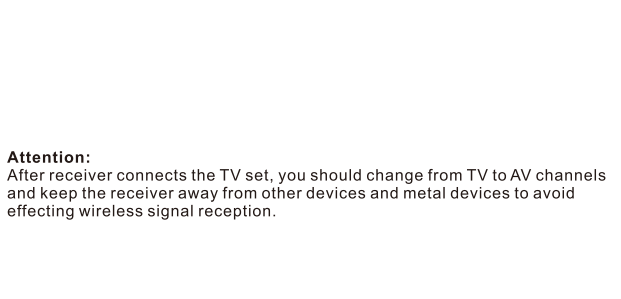 Attention:
After receiver connects the TV set, you should change from TV to AV channels
and keep the receiver away from other devices and metal devices to avoid
effecting wireless signal reception.